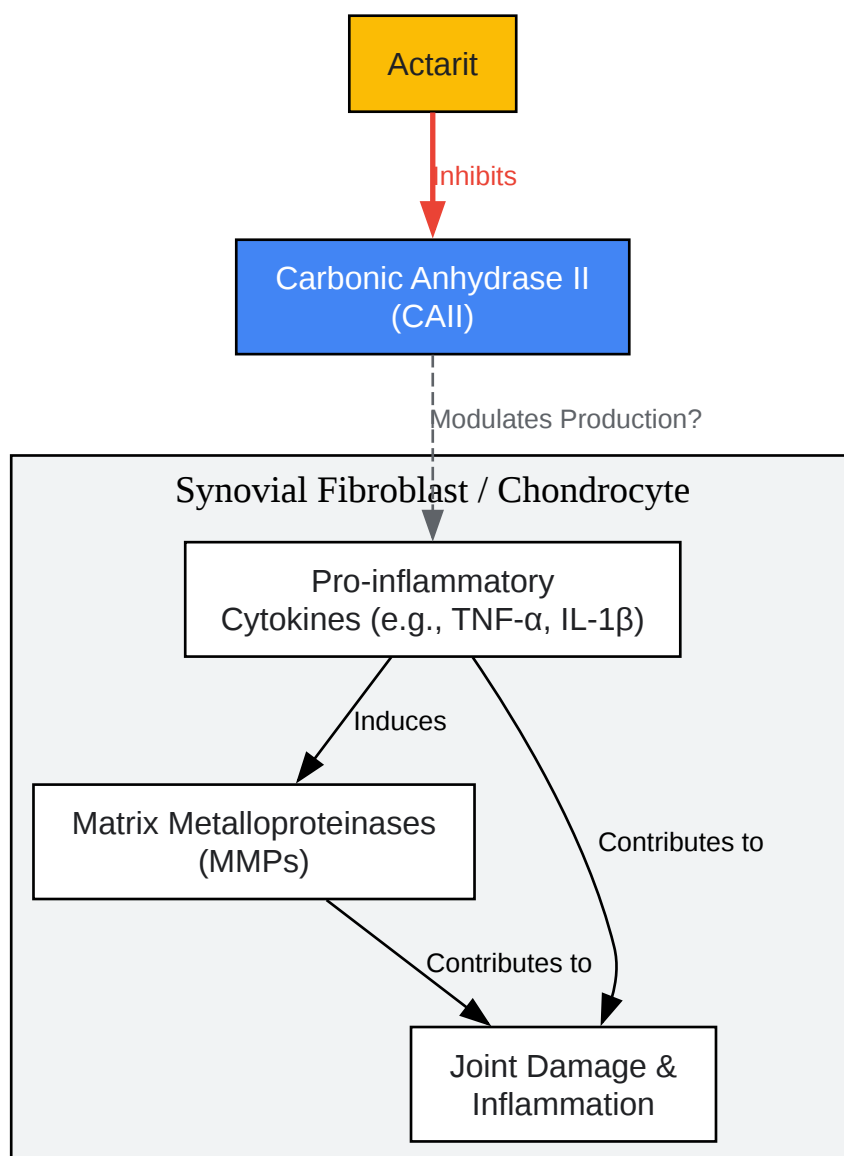 Actarit
Inhibits
Carbonic Anhydrase II
(CAII)
Modulates Production?
Synovial Fibroblast / Chondrocyte
Pro-inflammatory
Cytokines (e.g., TNF-α, IL-1β)
Induces
Matrix Metalloproteinases
(MMPs)
Contributes to
Contributes to
Joint Damage &
Inflammation